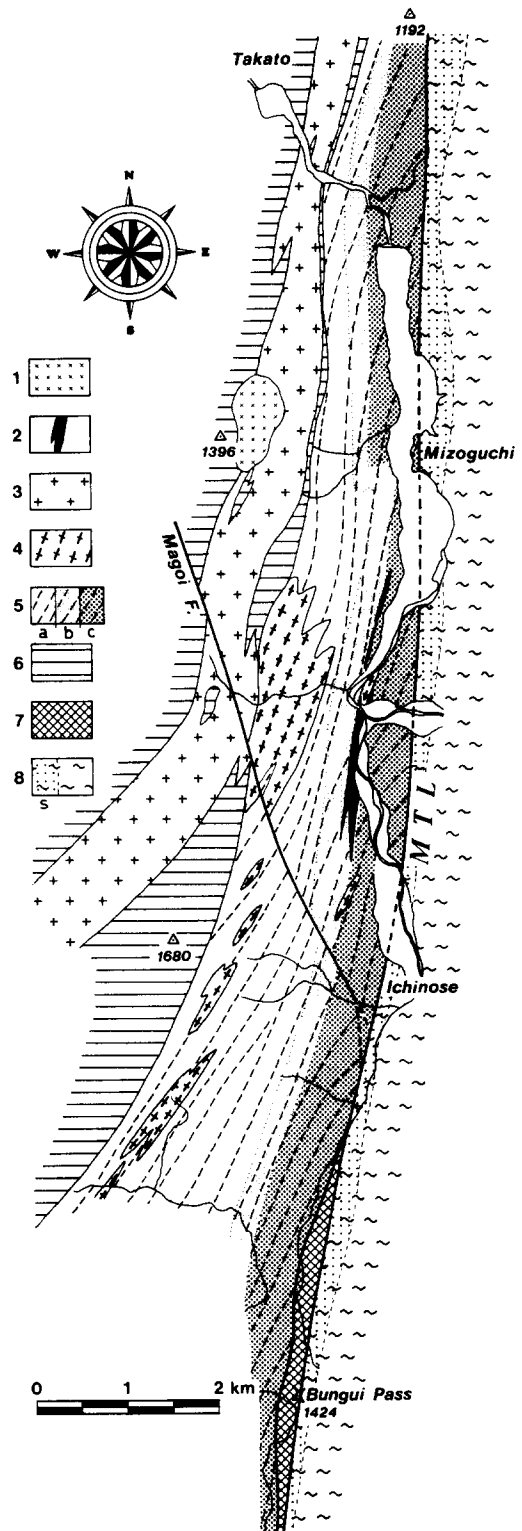 1192
Takato
N
W
E
S
1
1396
Mizoguchi
2
3
Magoi F.
4
5
a b c
6
7
8
s
MTL
1680
Ichinose
0 1 2 km
Bungui Pass
1424